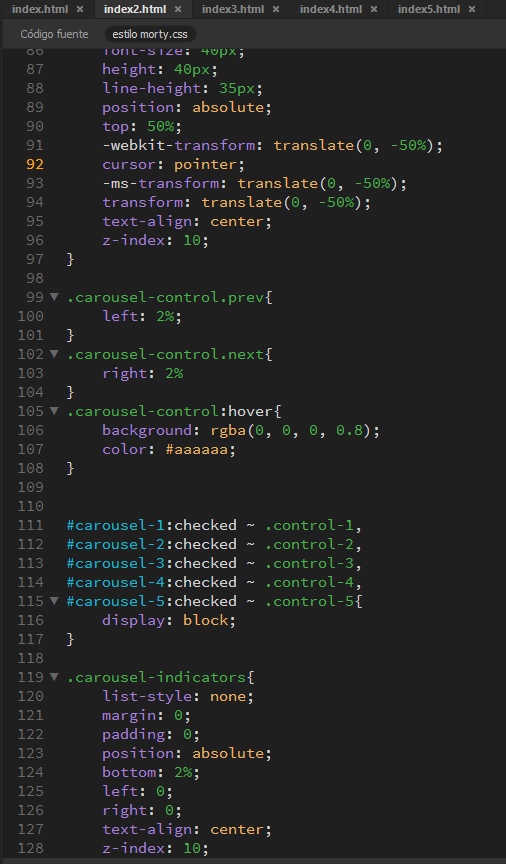 index.html × index2.html × index3.html × index4.html × index5.html ×
Código fuente estilo morty.css
86 font-size: 40px;
87 height: 40px;
88 line-height: 35px;
89 position: absolute;
90 top: 50%;
91 -webkit-transform: translate(0, -50%);
92 cursor: pointer;
93 -ms-transform: translate(0, -50%);
94 transform: translate(0, -50%);
95 text-align: center;
96 z-index: 10;
97 }
98
99 .carousel-control.prev{
100 left: 2%;
101 }
102 .carousel-control.next{
103 right: 2%
104 }
105 .carousel-control:hover{
106 background: rgba(0, 0, 0, 0.8);
107 color: #aaaaaa;
108 }
109
110
111 #carousel-1:checked ~ .control-1,
112 #carousel-2:checked ~ .control-2,
113 #carousel-3:checked ~ .control-3,
114 #carousel-4:checked ~ .control-4,
115 #carousel-5:checked ~ .control-5{
116 display: block;
117 }
118
119 .carousel-indicators{
120 list-style: none;
121 margin: 0;
122 padding: 0;
123 position: absolute;
124 bottom: 2%;
125 left: 0;
126 right: 0;
127 text-align: center;
128 z-index: 10;